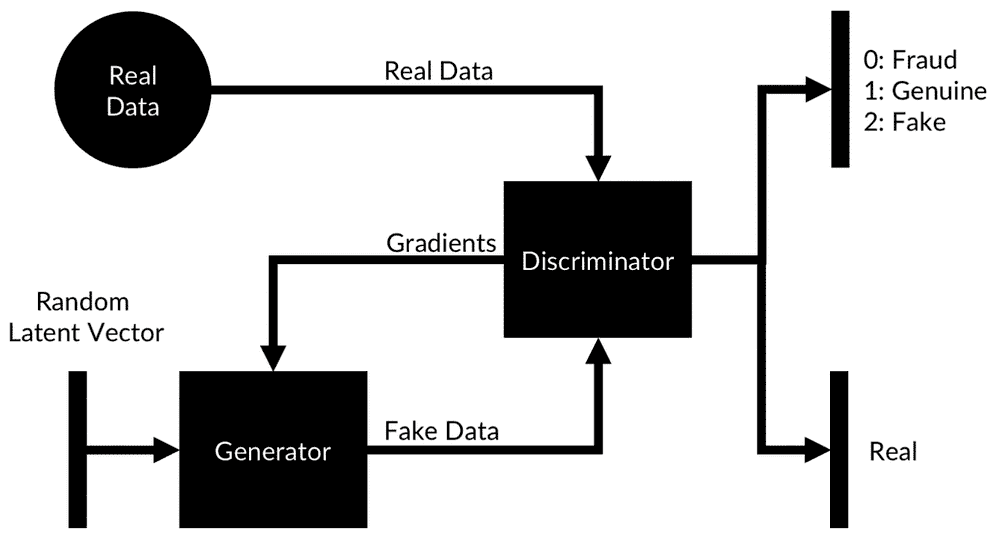 Real
Data
Real Data
0: Fraud
1: Genuine
2: Fake
Gradients
Discriminator
Random
Latent Vector
Generator
Fake Data
Real